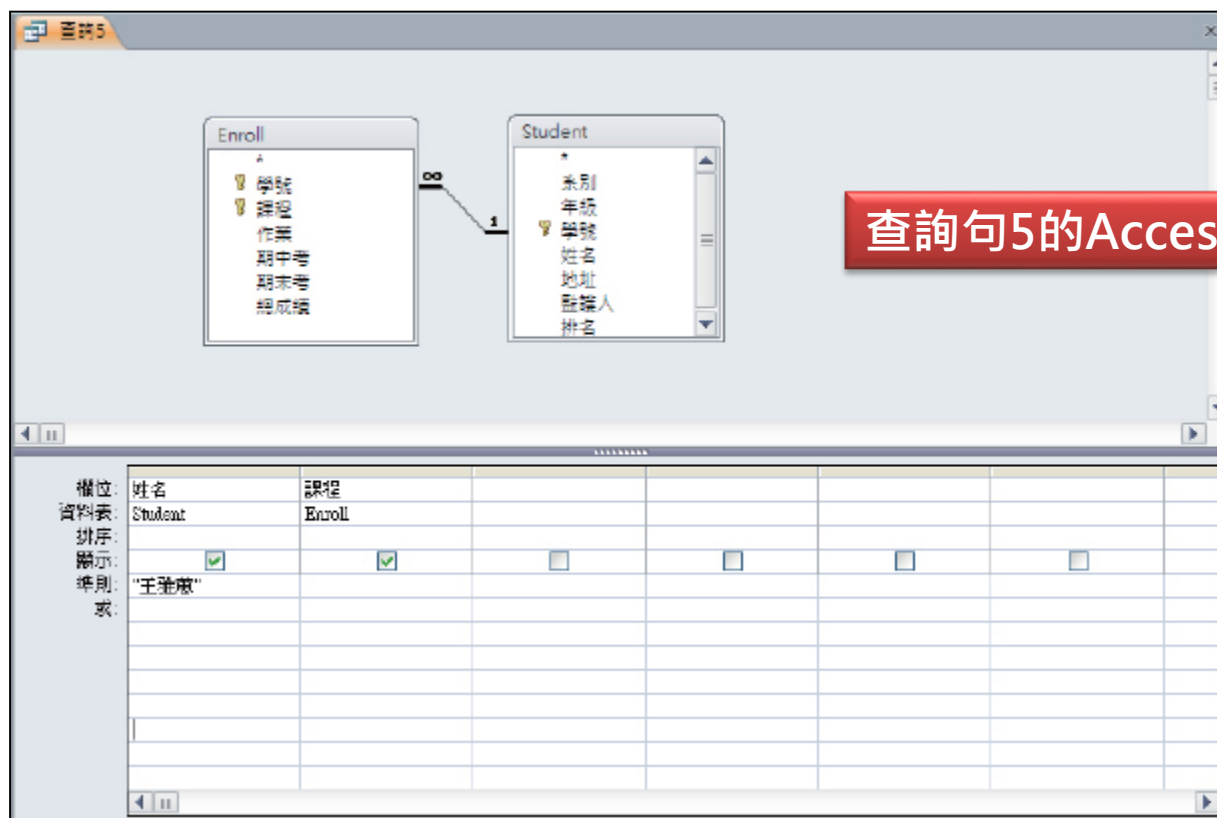 查詢5
Enroll
*
學號
課程
作業
期中考
期末考
總成績
∞
1
Student
*
系別
年級
學號
姓名
地址
監護人
排名
查詢句5的Acces
欄位: 姓名 課程
資料表: Student Enroll
排序:
顯示:
準則: "王雅蕙"
或: